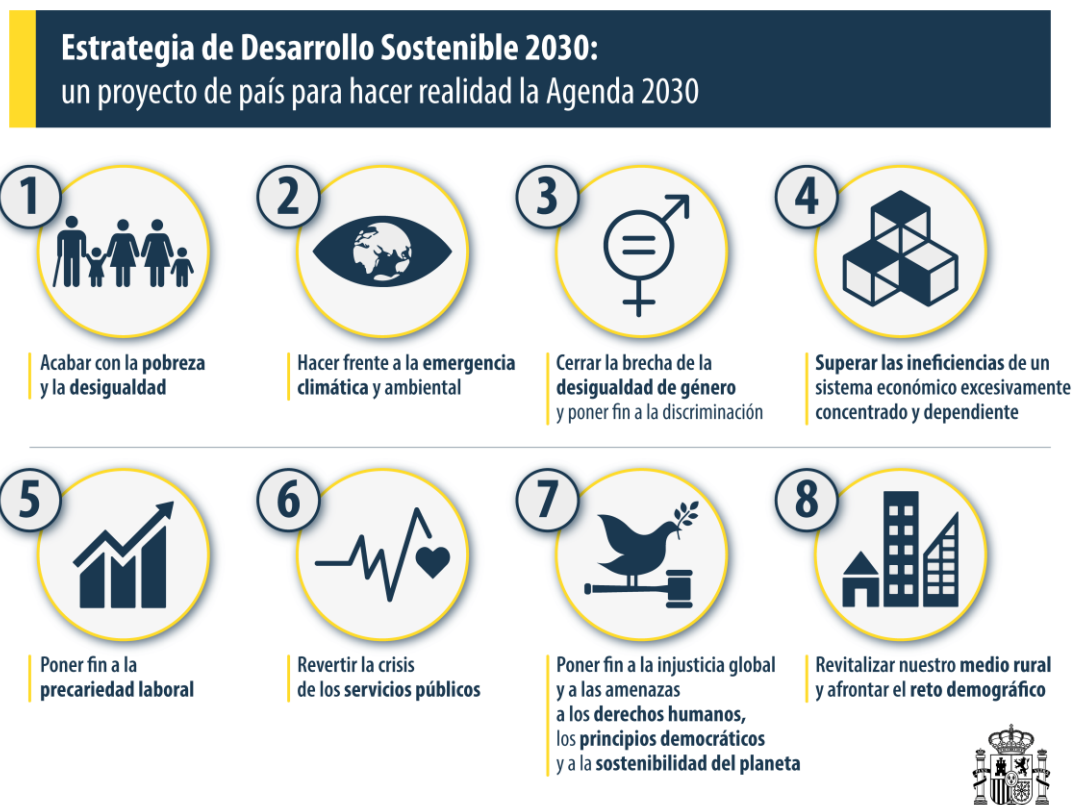 Estrategia de Desarrollo Sostenible 2030:
un proyecto de país para hacer realidad la Agenda 2030
1
Acabar con la pobreza
y la desigualdad
2
Hacer frente a la emergencia
climática y ambiental
3
Cerrar la brecha de la
desigualdad de género
y poner fin a la discriminación
4
Superar las ineficiencias de un
sistema económico excesivamente
concentrado y dependiente
5
Poner fin a la
precariedad laboral
6
Revertir la crisis
de los servicios públicos
7
Poner fin a la injusticia global
y a las amenazas
a los derechos humanos,
los principios democráticos
y a la sostenibilidad del planeta
8
Revitalizar nuestro medio rural
y afrontar el reto demográfico